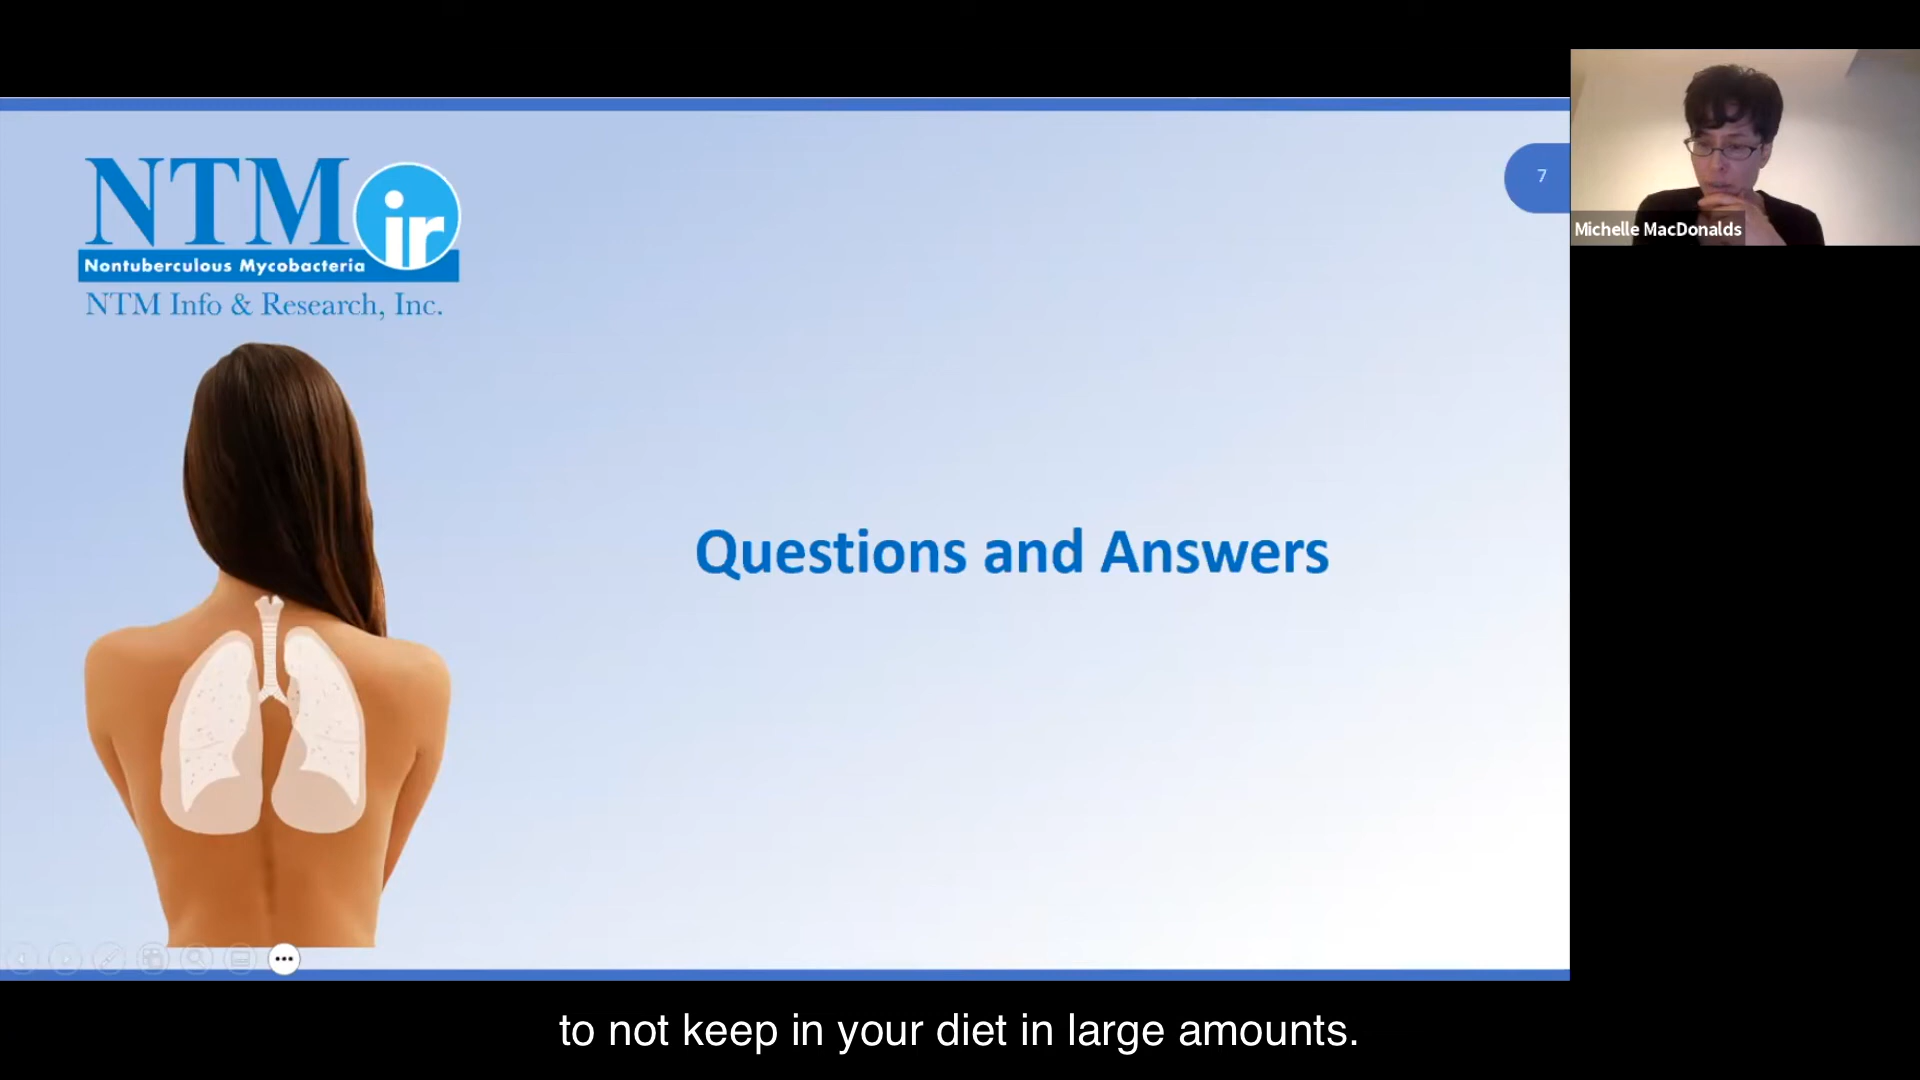 NTM
ir
Nontuberculous Mycobacteria
NTM Info & Research, Inc.
7
Michelle MacDonalds
Questions and Answers
to not keep in your diet in large amounts.